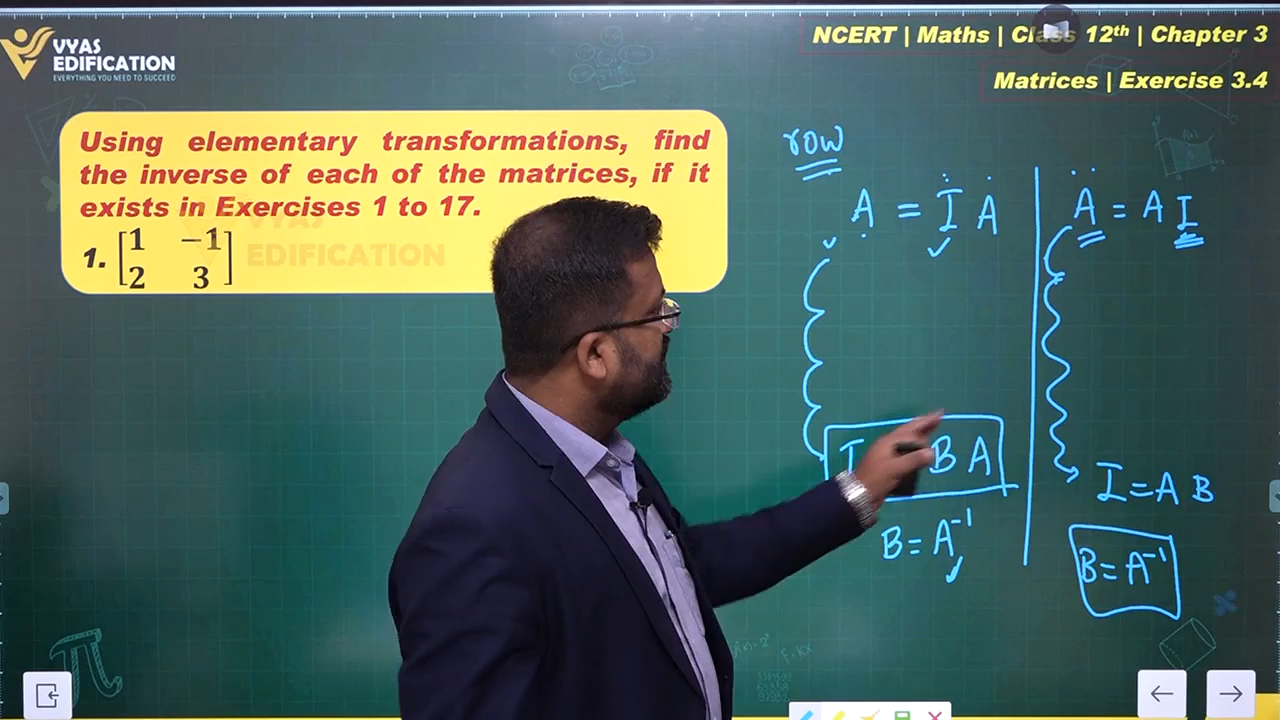 VYAS
EDIFICATION
EVERYTHING YOU NEED TO SUCCEED
NCERT | Maths | Class 12th | Chapter 3
Matrices | Exercise 3.4
Using elementary transformations, find
the inverse of each of the matrices, if it
exists in Exercises 1 to 17.
1. [1 -1
2 3]
VYAS
EDIFICATION
row
A = I A
I B A
B = A⁻¹
A = A I
I = A B
B = A⁻¹